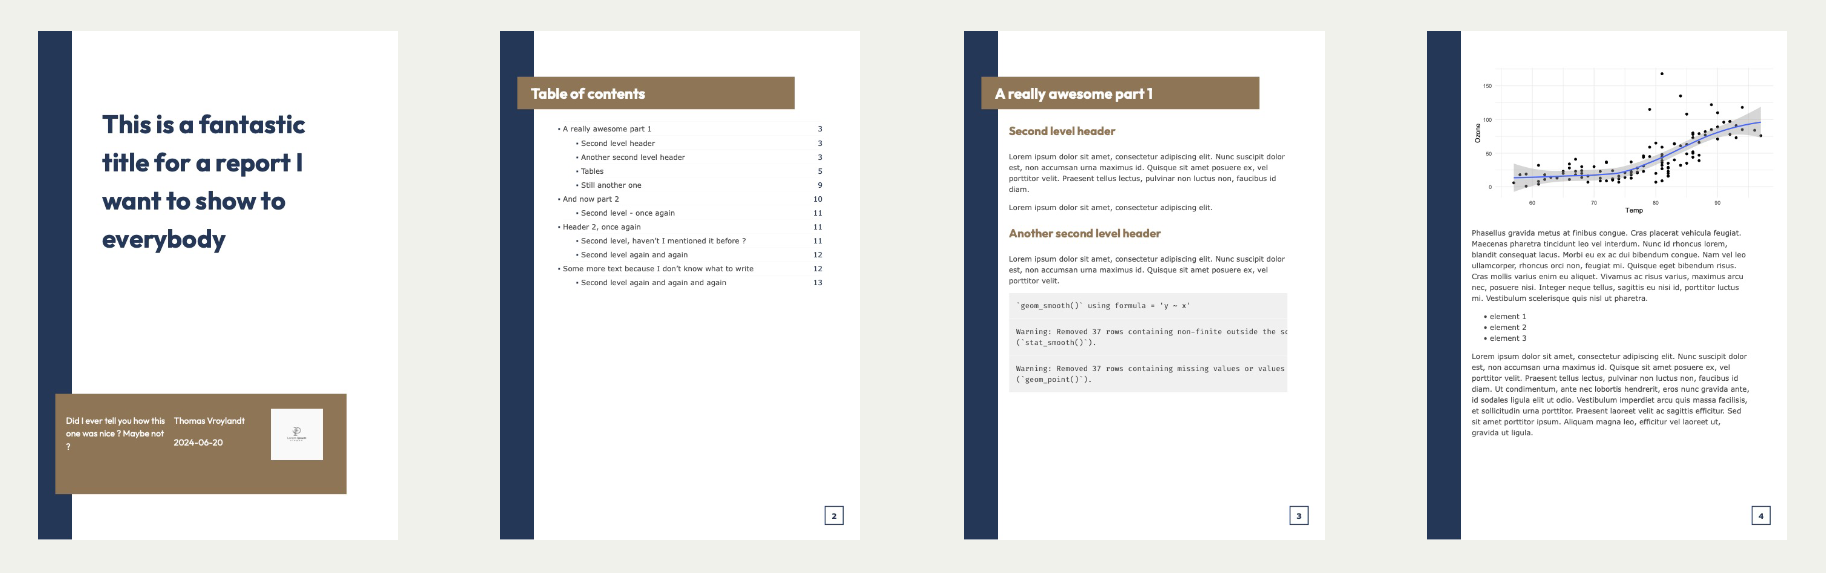 This is a fantastic
title for a report I
want to show to
everybody
Did I ever tell you how this
one was nice ? Maybe not
?
Thomas Vroylandt
2024-06-20
Table of contents
• A really awesome part 1 3
• Second level header 3
• Another second level header 3
• Tables 5
• Still another one 9
• And now part 2 10
• Second level - once again 11
• Header 2, once again 11
• Second level, haven't I mentioned it before ? 11
• Second level again and again 12
• Some more text because I don't know what to write 12
• Second level again and again and again 13
2
A really awesome part 1
Second level header
Lorem ipsum dolor sit amet, consectetur adipiscing elit. Nunc suscipit dolor
est, non accumsan urna maximus id. Quisque sit amet posuere ex, vel
porttitor velit. Praesent tellus lectus, pulvinar non luctus non, faucibus id
diam.
Lorem ipsum dolor sit amet, consectetur adipiscing elit.
Another second level header
Lorem ipsum dolor sit amet, consectetur adipiscing elit. Nunc suscipit dolor
est, non accumsan urna maximus id. Quisque sit amet posuere ex, vel
porttitor velit.
`geom_smooth()` using formula = 'y ~ x'
Warning: Removed 37 rows containing non-finite outside the sc
(`stat_smooth()`).
Warning: Removed 37 rows containing missing values or values
(`geom_point()`).
3
150
100
50
0
Ozone
60 70 80 90
Temp
Phasellus gravida metus at finibus congue. Cras placerat vehicula feugiat.
Maecenas pharetra tincidunt leo vel interdum. Nunc id rhoncus lorem,
blandit consequat lacus. Morbi eu ex ac dui bibendum congue. Nam vel leo
ullamcorper, rhoncus orci non, feugiat mi. Quisque eget bibendum risus.
Cras mollis varius enim eu aliquet. Vivamus ac risus varius, maximus arcu
nec, posuere nisi. Integer neque tellus, sagittis eu nisi id, porttitor luctus
mi. Vestibulum scelerisque quis nisl ut pharetra.
• element 1
• element 2
• element 3
Lorem ipsum dolor sit amet, consectetur adipiscing elit. Nunc suscipit dolor
est, non accumsan urna maximus id. Quisque sit amet posuere ex, vel
porttitor velit. Praesent tellus lectus, pulvinar non luctus non, faucibus id
diam. Ut condimentum, ante nec lobortis hendrerit, eros nunc gravida ante,
id sodales ligula elit ut odio. Vestibulum imperdiet arcu quis massa facilisis,
et sollicitudin urna porttitor. Praesent laoreet velit ac sagittis efficitur. Sed
sit amet porttitor ipsum. Aliquam magna leo, efficitur vel laoreet ut,
gravida ut ligula.
4